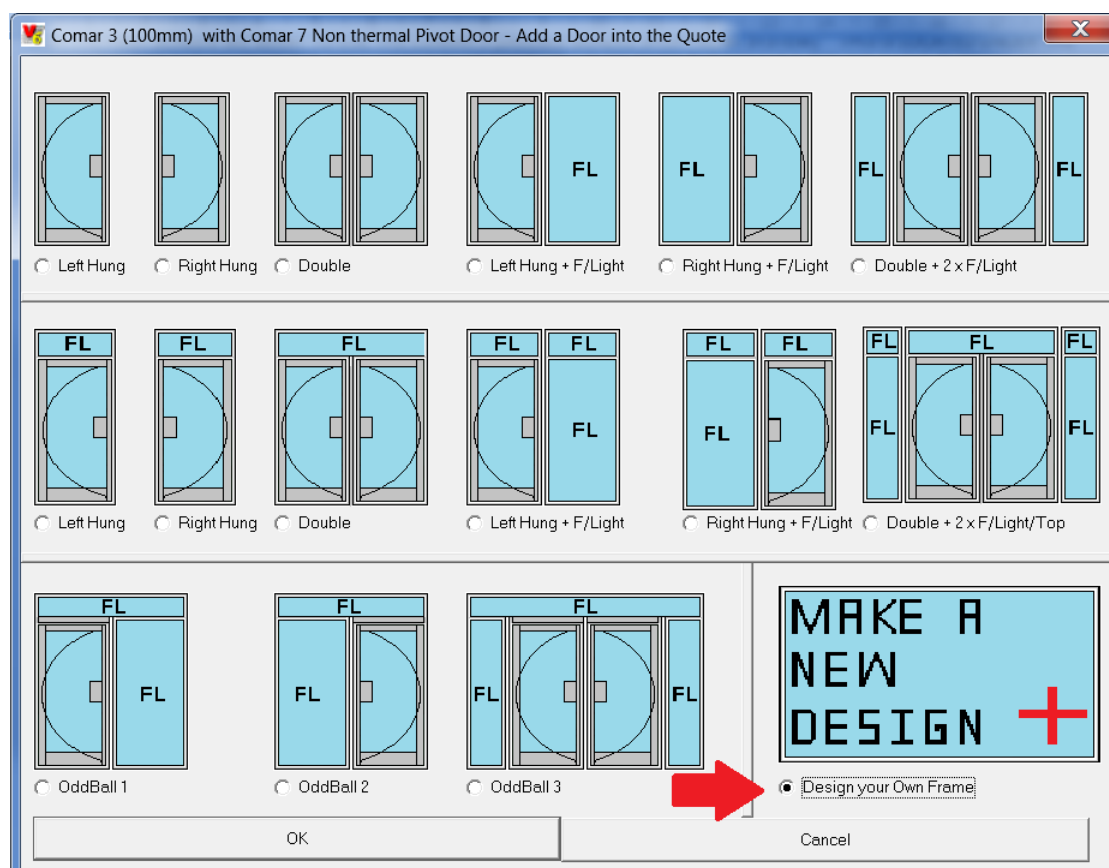 Comar 3 (100mm) with Comar 7 Non thermal Pivot Door - Add a Door into the Quote
FL FL FL FL
Left Hung Right Hung Double Left Hung + F/Light Right Hung + F/Light Double + 2 x F/Light
FL FL FL FL FL FL FL FL FL FL
FL FL FL FL
Left Hung Right Hung Double Left Hung + F/Light Right Hung + F/Light Double + 2 x F/Light/Top
FL FL FL
FL FL FL FL
OddBall 1 OddBall 2 OddBall 3
MAKE A
NEW
DESIGN
Design your Own Frame
OK Cancel